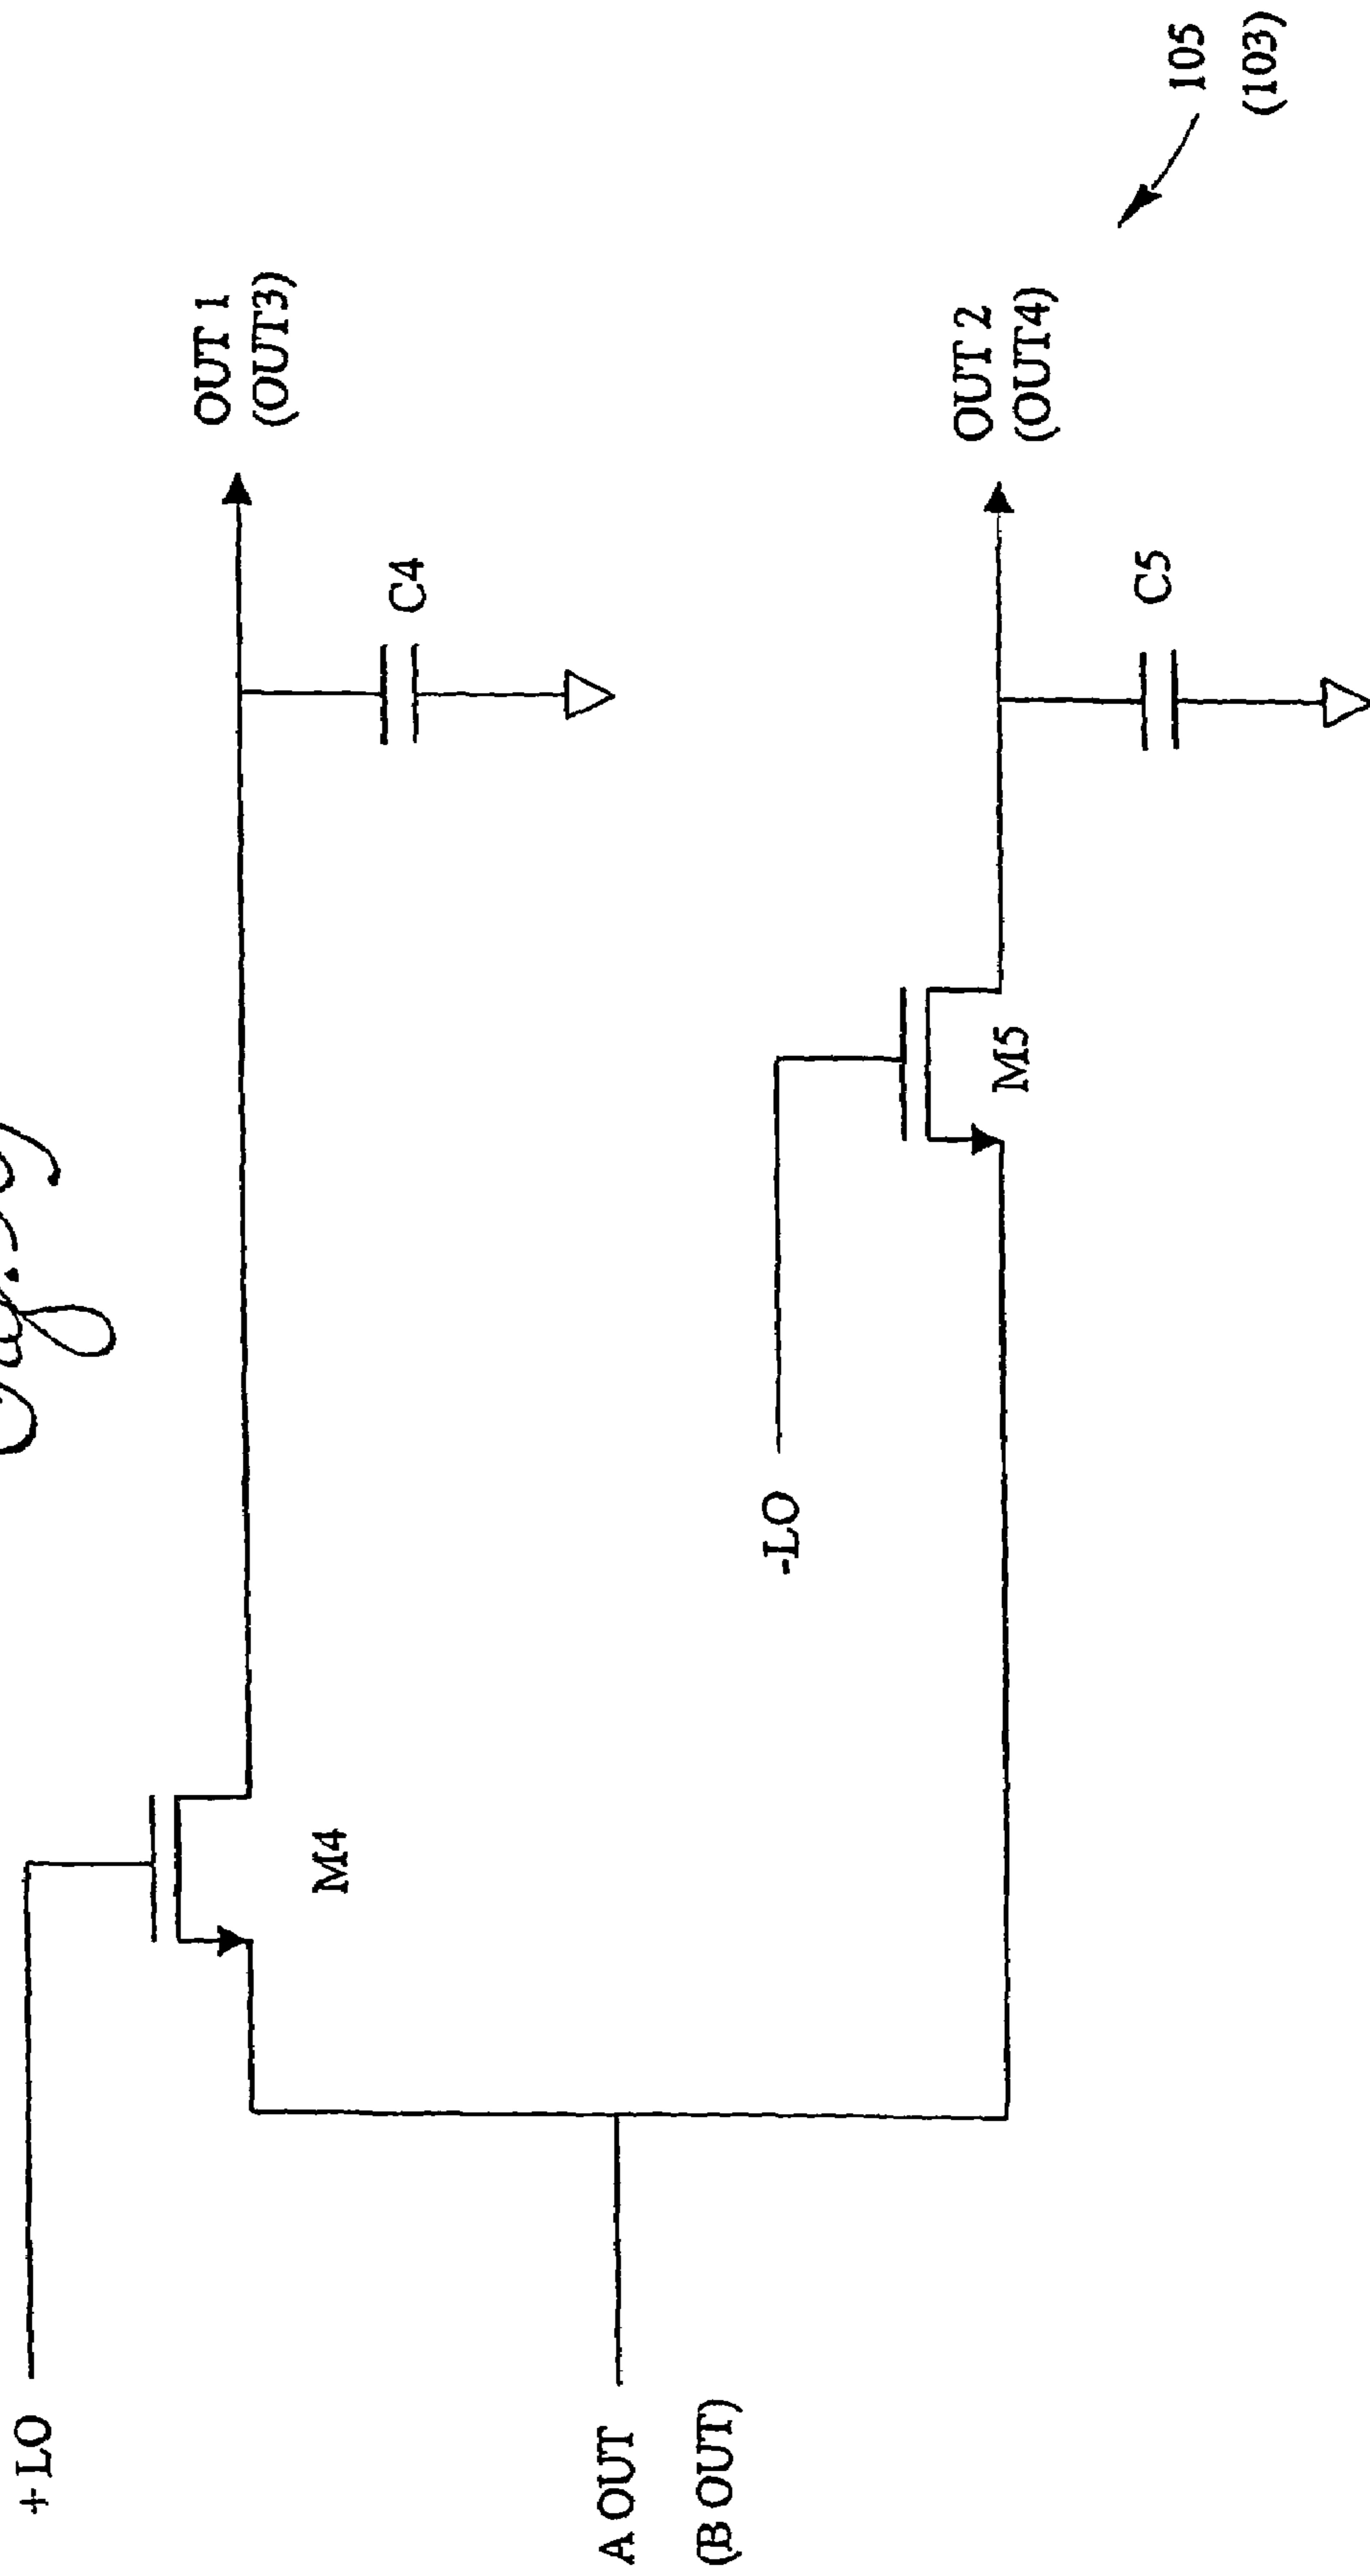 + LO
A OUT
(B OUT)
M4
-LO
M5
OUT 1
(OUT3)
C4
OUT 2
(OUT4)
C5
105
(103)